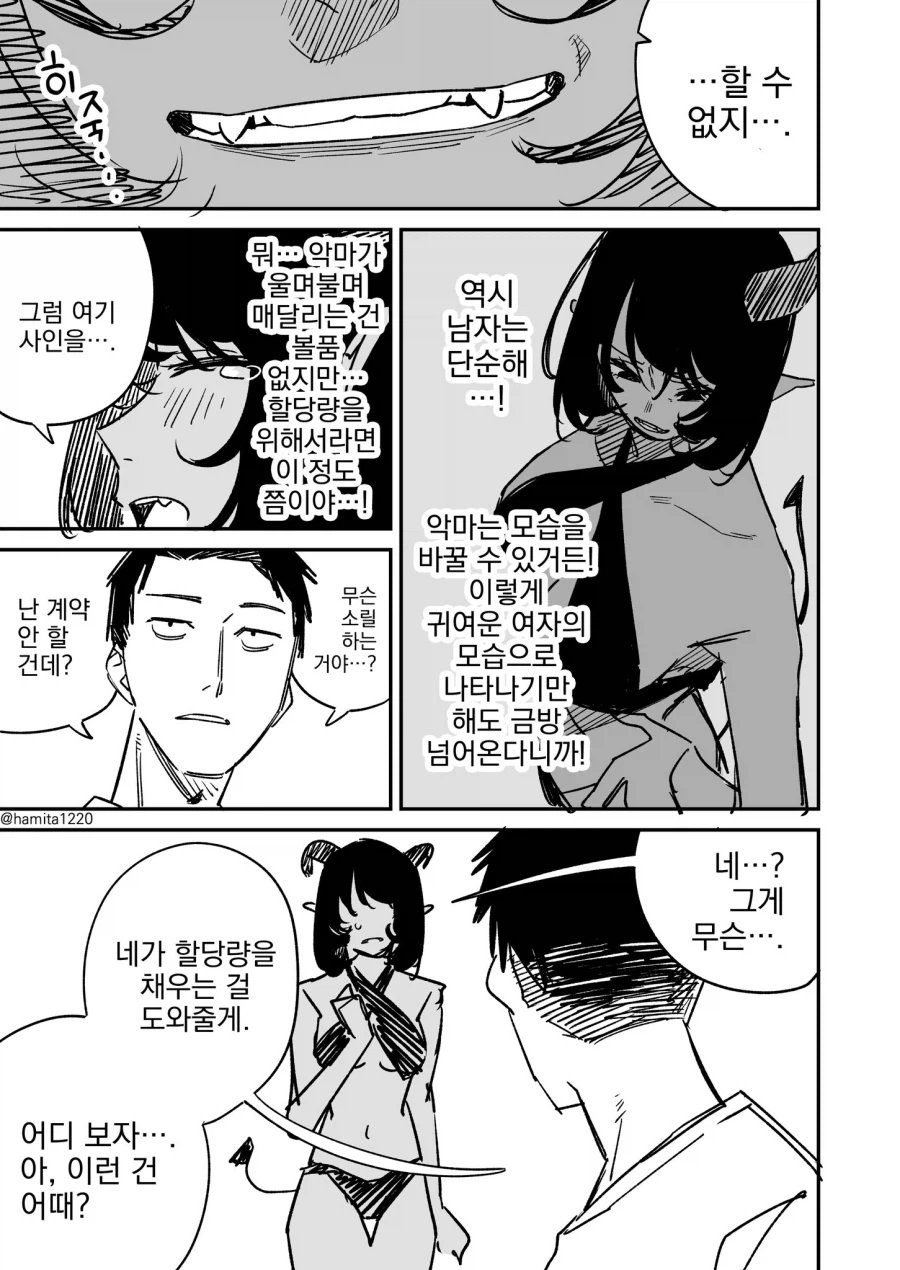 …할 수
없지….
히죽…
역시
남자는
단순해
…!
악마는 모습을
바꿀 수 있거든!
이렇게
귀여운 여자의
모습으로
나타나기만
해도 금방
넘어온다니까!
뭐… 악마가
울며불며
매달리는 건
볼품
없지만…
할당량을
위해서라면
이 정도
쯤이야…!
그럼 여기
사인을….
무슨
소릴
하는
거야…?
난 계약
안 할
건데?
@hamita1220
네…?
그게
무슨….
네가 할당량을
채우는 걸
도와줄게.
어디 보자….
아, 이런 건
어때?